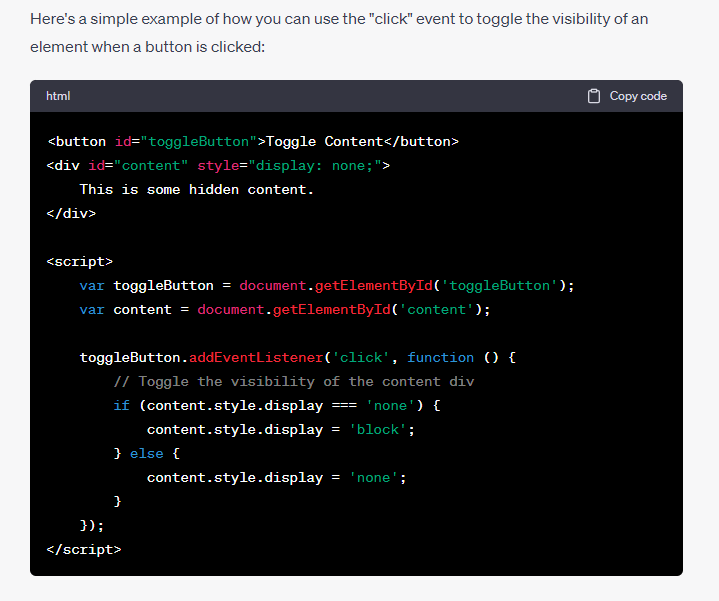 Here's a simple example of how you can use the "click" event to toggle the visibility of an
element when a button is clicked:
html
Copy code
<button id="toggleButton">Toggle Content</button>
<div id="content" style="display: none;">
    This is some hidden content.
</div>
<script>
    var toggleButton = document.getElementById('toggleButton');
    var content = document.getElementById('content');
    toggleButton.addEventListener('click', function () {
        // Toggle the visibility of the content div
        if (content.style.display === 'none') {
            content.style.display = 'block';
        } else {
            content.style.display = 'none';
        }
    });
</script>